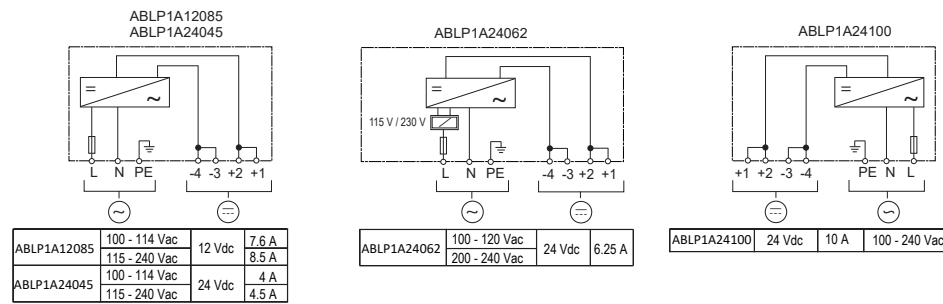 ABLP1A12085
ABLP1A24045
L N PE -4 -3 +2 +1
ABLP1A12085 100 - 114 Vac 12 Vdc 7.6 A
115 - 240 Vac 8.5 A
ABLP1A24045 100 - 114 Vac 24 Vdc 4 A
115 - 240 Vac 4.5 A
ABLP1A24062
115 V / 230 V
L N PE -4 -3 +2 +1
ABLP1A24062 100 - 120 Vac 24 Vdc 6.25 A
200 - 240 Vac
ABLP1A24100
+1 +2 -3 -4 PE N L
ABLP1A24100 24 Vdc 10 A 100 - 240 Vac